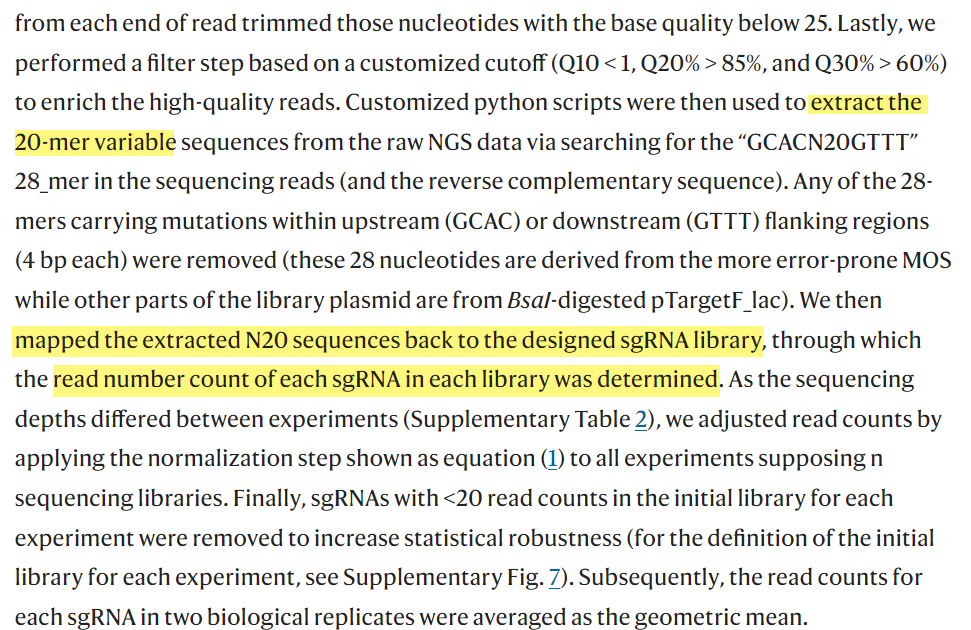 from each end of read trimmed those nucleotides with the base quality below 25. Lastly, we
performed a filter step based on a customized cutoff (Q10 < 1, Q20% > 85%, and Q30% > 60%)
to enrich the high-quality reads. Customized python scripts were then used to extract the
20-mer variable sequences from the raw NGS data via searching for the “GCACN20GTTT”
28_mer in the sequencing reads (and the reverse complementary sequence). Any of the 28-
mers carrying mutations within upstream (GCAC) or downstream (GTTT) flanking regions
(4 bp each) were removed (these 28 nucleotides are derived from the more error-prone MOS
while other parts of the library plasmid are from BsaI-digested pTargetF_lac). We then
mapped the extracted N20 sequences back to the designed sgRNA library, through which
the read number count of each sgRNA in each library was determined. As the sequencing
depths differed between experiments (Supplementary Table 2), we adjusted read counts by
applying the normalization step shown as equation (1) to all experiments supposing n
sequencing libraries. Finally, sgRNAs with <20 read counts in the initial library for each
experiment were removed to increase statistical robustness (for the definition of the initial
library for each experiment, see Supplementary Fig. 7). Subsequently, the read counts for
each sgRNA in two biological replicates were averaged as the geometric mean.